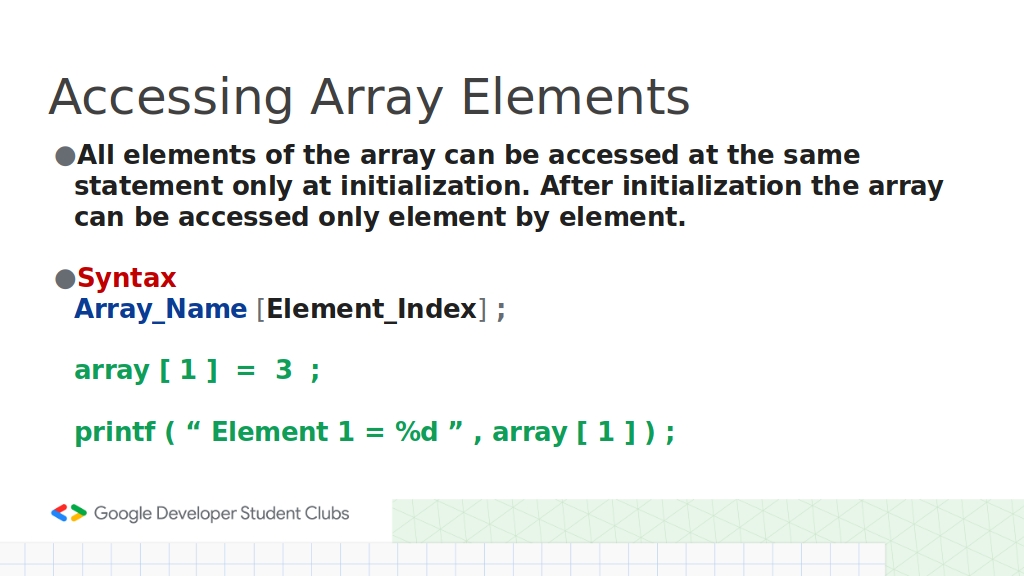 Accessing Array Elements
●All elements of the array can be accessed at the same
statement only at initialization. After initialization the array
can be accessed only element by element.
●Syntax
Array_Name [Element_Index] ;
array [ 1 ]  =  3  ;
printf ( “ Element 1 = %d ” , array [ 1 ] ) ;
Google Developer Student Clubs